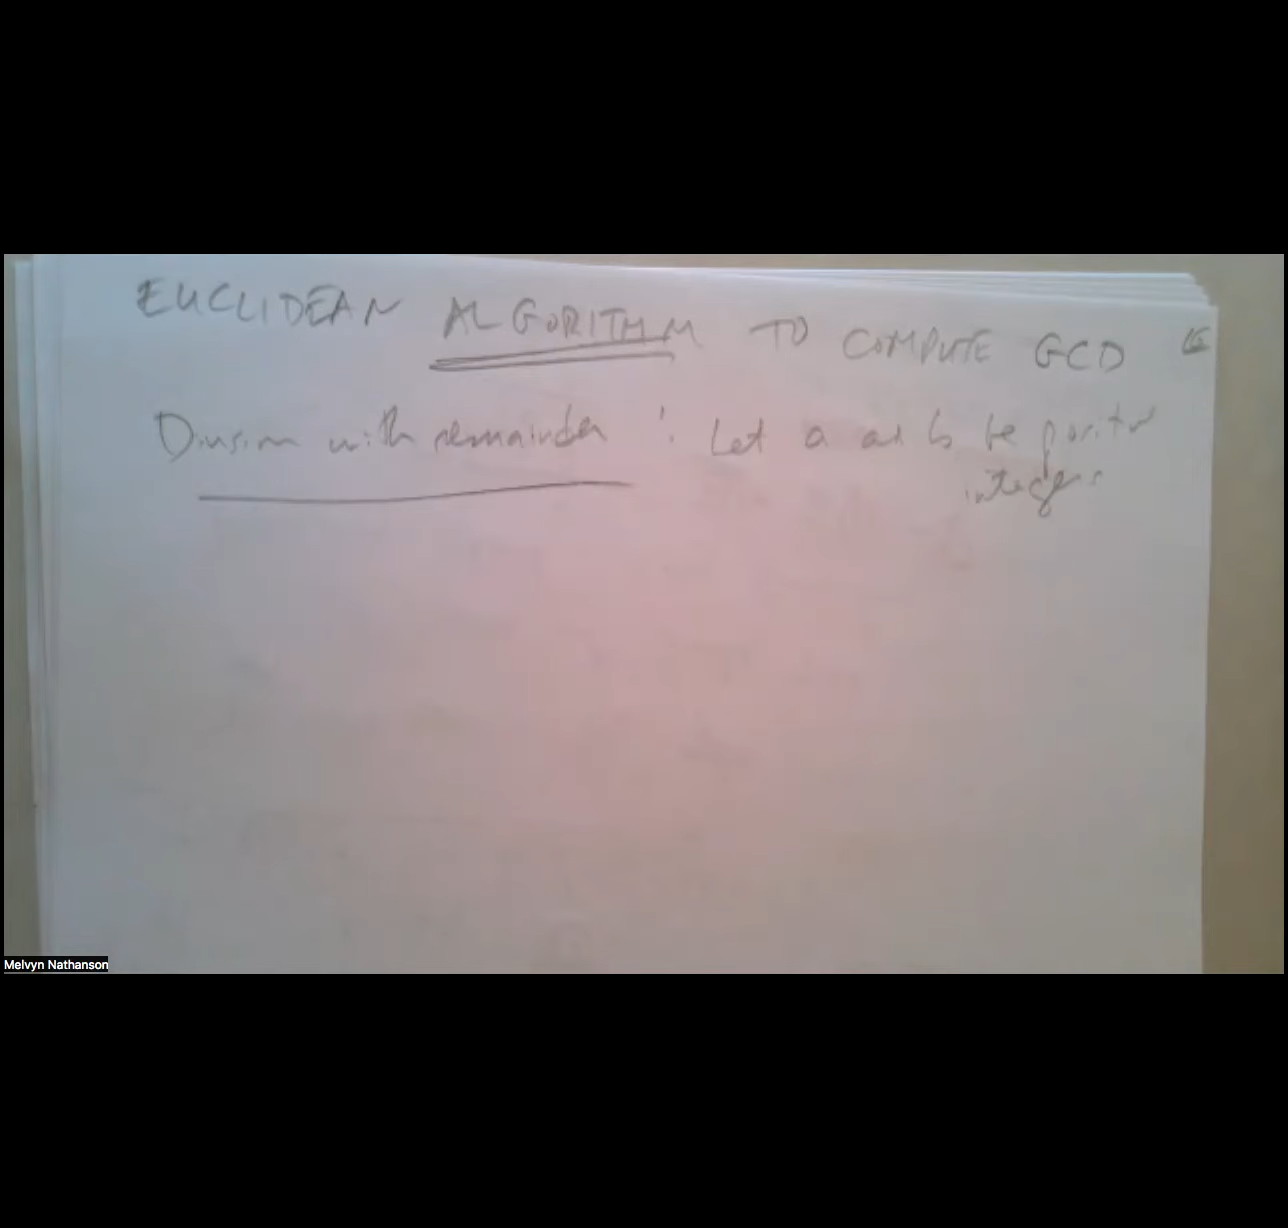 EUCLIDEAN ALGORITHM TO COMPUTE GCD
Division with remainder : Let a and b be positive
integers
Melvyn Nathanson